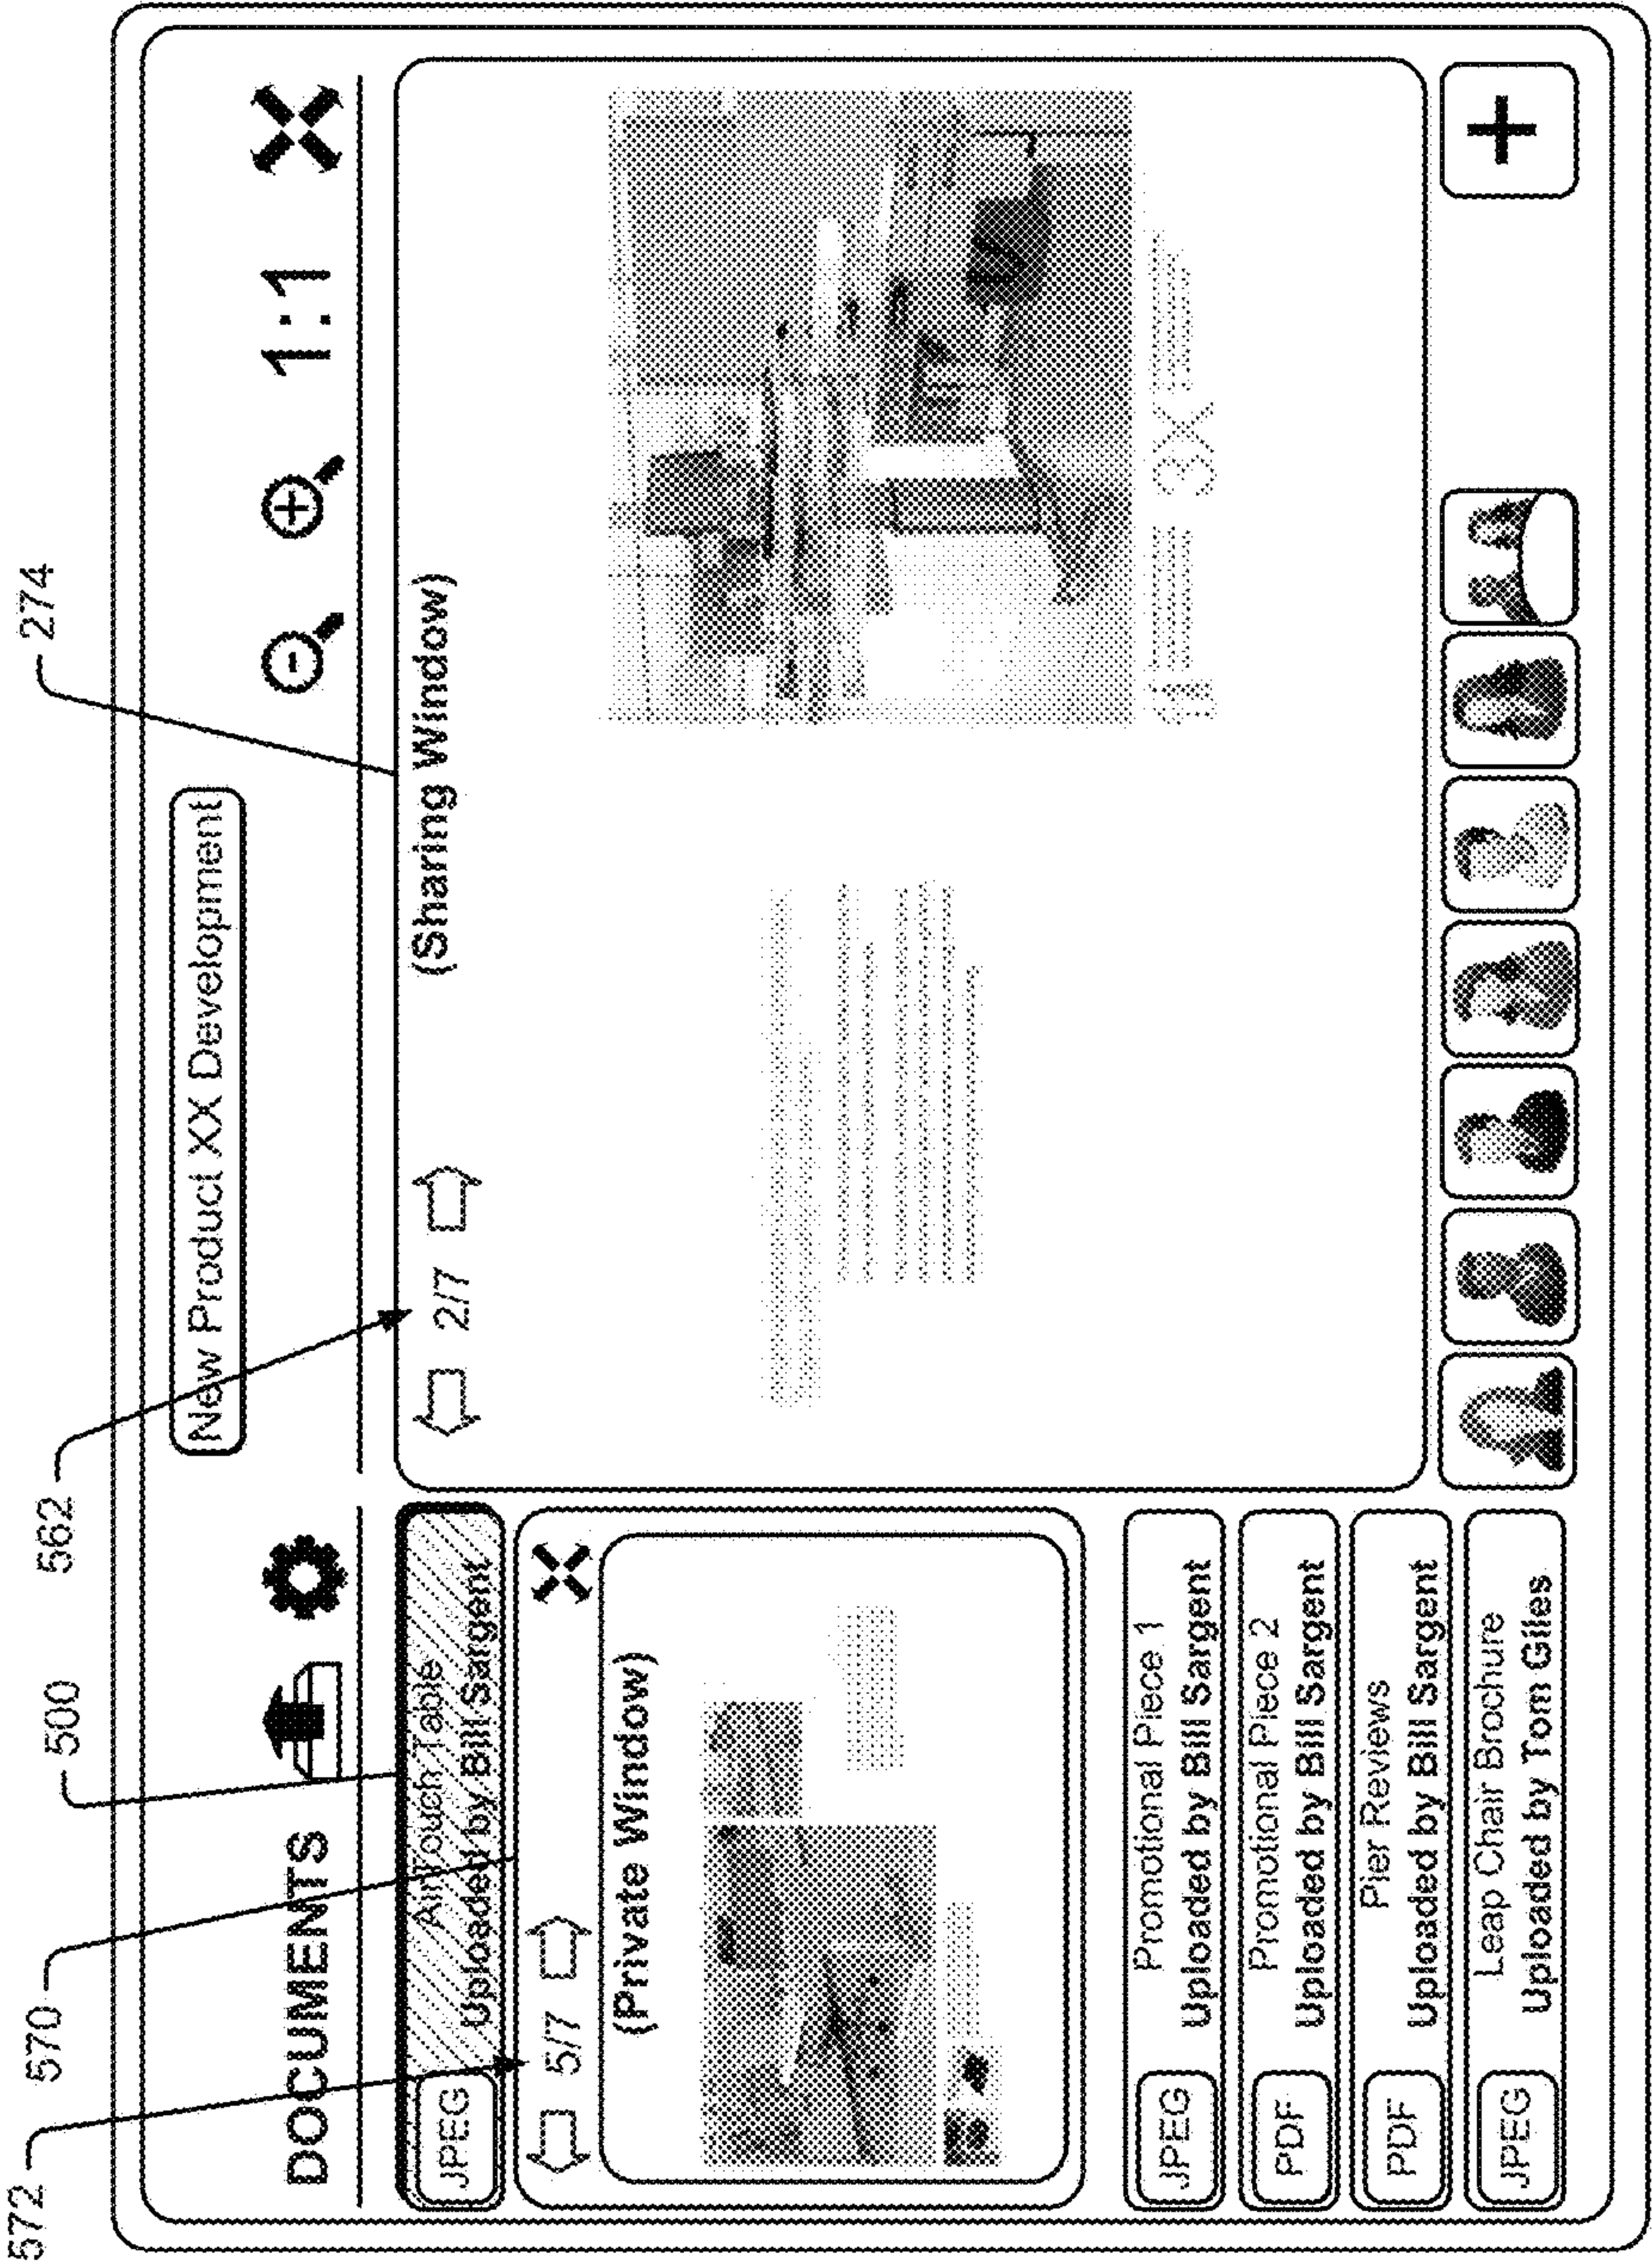 572
570
500
562
274
New Product XX Development
DOCUMENTS
1:1
JPEG
AirTouch Table
Uploaded by Bill Sargent
5/7
(Private Window)
JPEG
Promotional Piece 1
Uploaded by Bill Sargent
PDF
Promotional Piece 2
Uploaded by Bill Sargent
PDF
Pier Reviews
Uploaded by Bill Sargent
JPEG
Leap Chair Brochure
Uploaded by Tom Giles
2/7
(Sharing Window)
3X